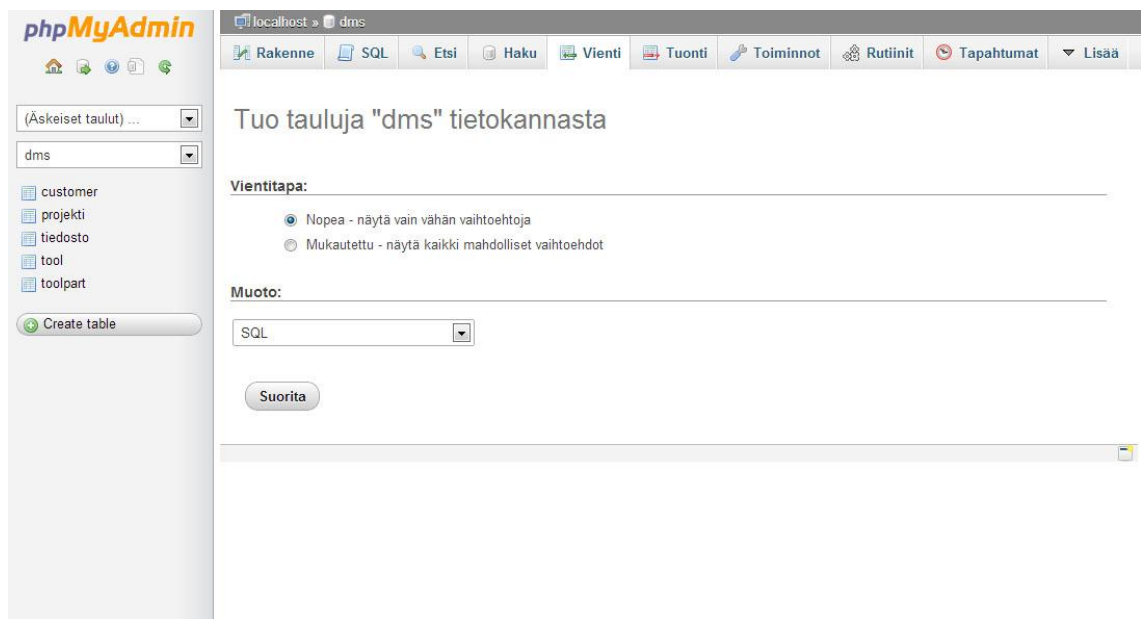 phpMyAdmin
(Äskeiset taulut) ...
dms
customer
projekti
tiedosto
tool
toolpart
Create table
localhost » dms
Rakenne SQL Etsi Haku Vienti Tuonti Toiminnot Rutiinit Tapahtumat Lisää
Tuo tauluja "dms" tietokannasta
Vientitapa:
Nopea - näytä vain vähän vaihtoehtoja
Mukautettu - näytä kaikki mahdolliset vaihtoehdot
Muoto:
SQL
Suorita